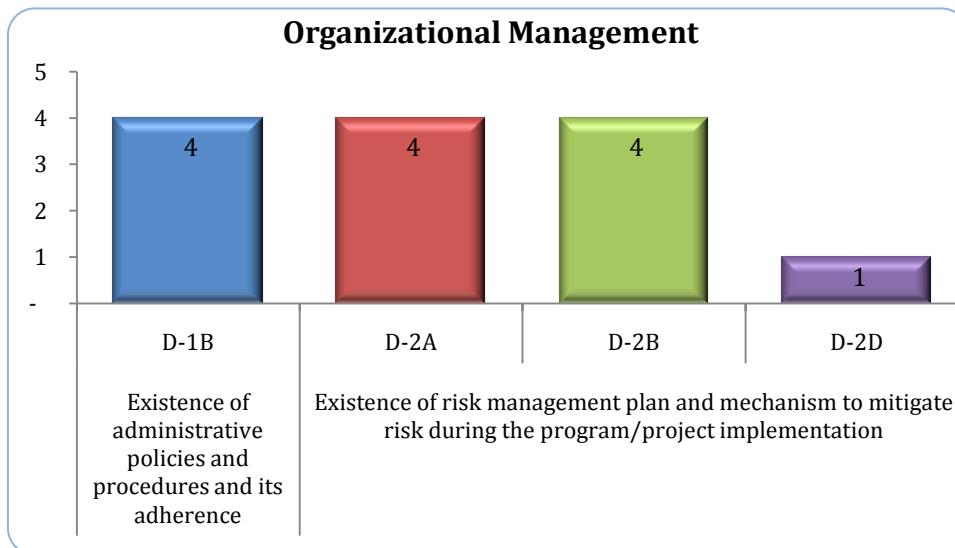 Organizational Management
5
4
3
2
1
-
4
4
4
1
D-1B
D-2A
D-2B
D-2D
Existence of
administrative
policies and
procedures and its
adherence
Existence of risk management plan and mechanism to mitigate
risk during the program/project implementation